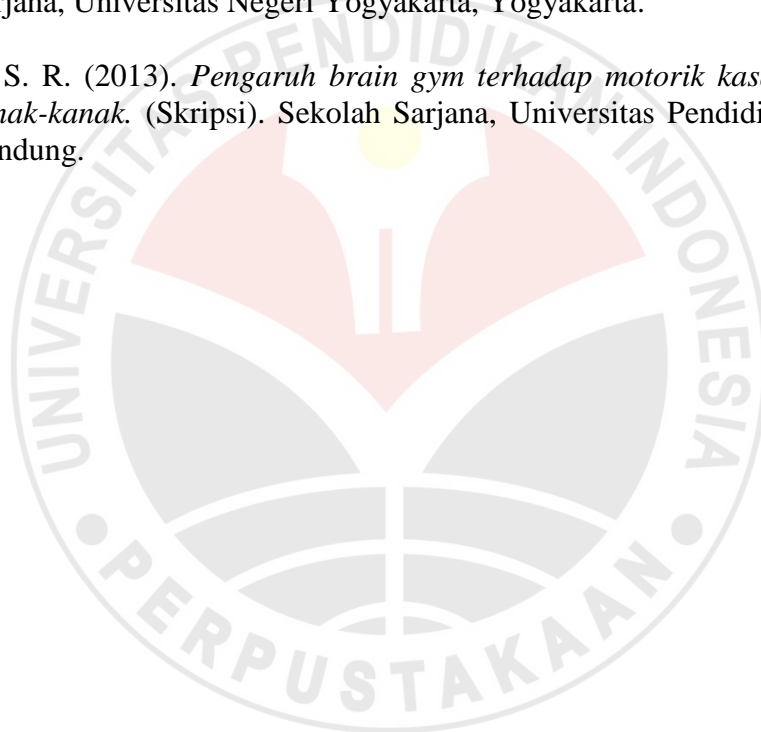 rjana, Universitas Negeri Yogyakarta, Yogyakarta.
S. R. (2013). Pengaruh brain gym terhadap motorik kas
nak-kanak. (Skripsi). Sekolah Sarjana, Universitas Pendidi
ndung.
UNIVERSITAS PENDIDIKAN INDONESIA
PERPUSTAKAAN